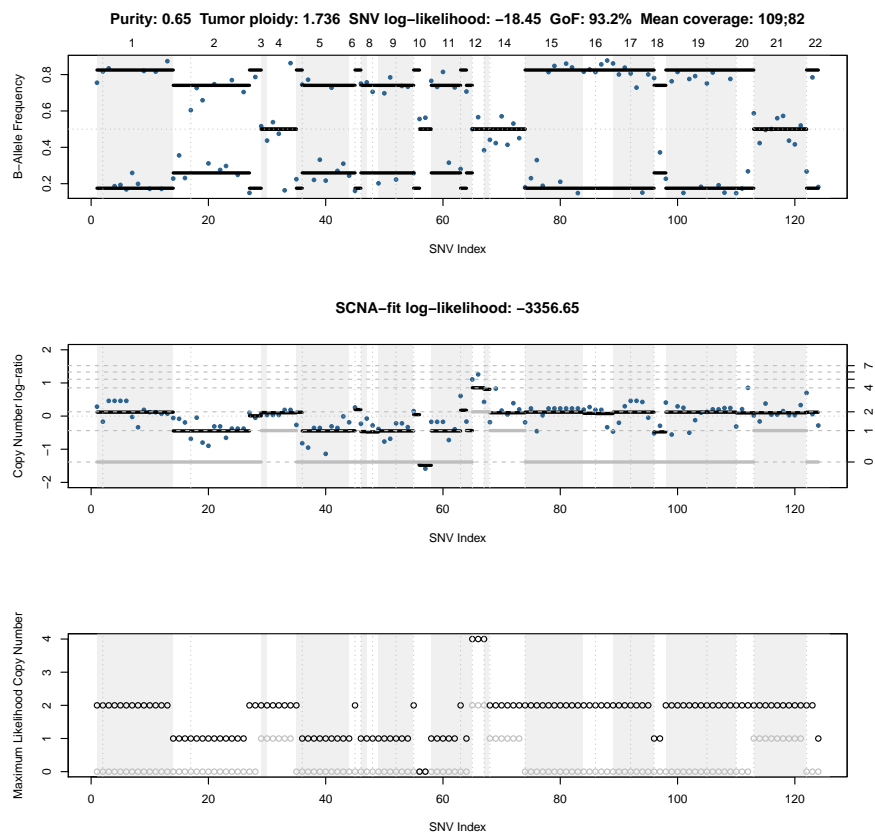 Purity: 0.65 Tumor ploidy: 1.736 SNV log−likelihood: −18.45 GoF: 93.2% Mean coverage: 109;82
1 2 3 4 5 6 8 9 10 11 12 14 15 16 17 18 19 20 21 22
B−Allele Frequency
0.8
0.6
0.4
0.2
0 20 40 60 80 100 120
SNV Index
SCNA−fit log−likelihood: −3356.65
Copy Number log−ratio
2
1
0
−1
−2
7
4
2
1
0
0 20 40 60 80 100 120
SNV Index
Maximum Likelihood Copy Number
4
3
2
1
0
0 20 40 60 80 100 120
SNV Index